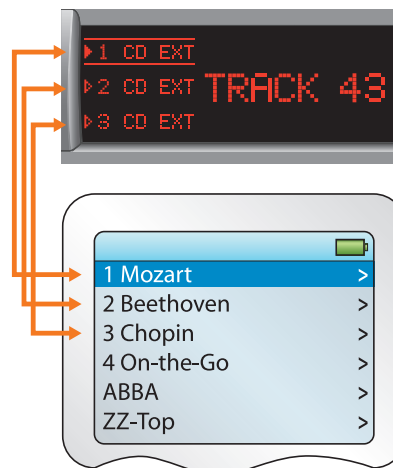 1 CD EXT
2 CD EXT
3 CD EXT
TRACK 43
1 Mozart >
2 Beethoven >
3 Chopin >
4 On-the-Go >
ABBA >
ZZ-Top >